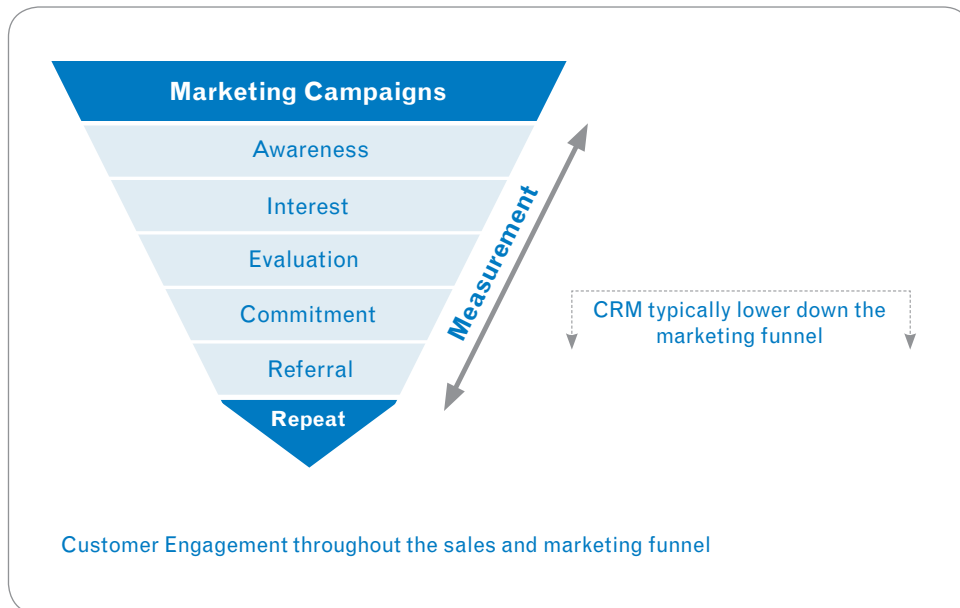 Marketing Campaigns
Awareness
Interest
Evaluation
Commitment
Referral
Repeat
Measurement
CRM typically lower down the
marketing funnel
Customer Engagement throughout the sales and marketing funnel